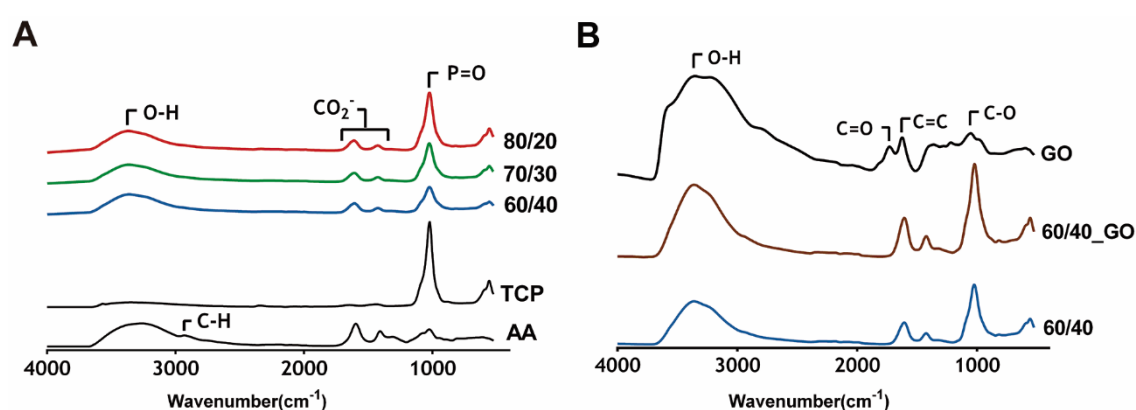 A
P=O
O-H
CO₂⁻
80/20
70/30
60/40
TCP
C-H
AA
4000 3000 2000 1000
Wavenumber(cm⁻¹)
B
O-H
C=O
C=C
C-O
GO
60/40_GO
60/40
4000 3000 2000 1000
Wavenumber(cm⁻¹)